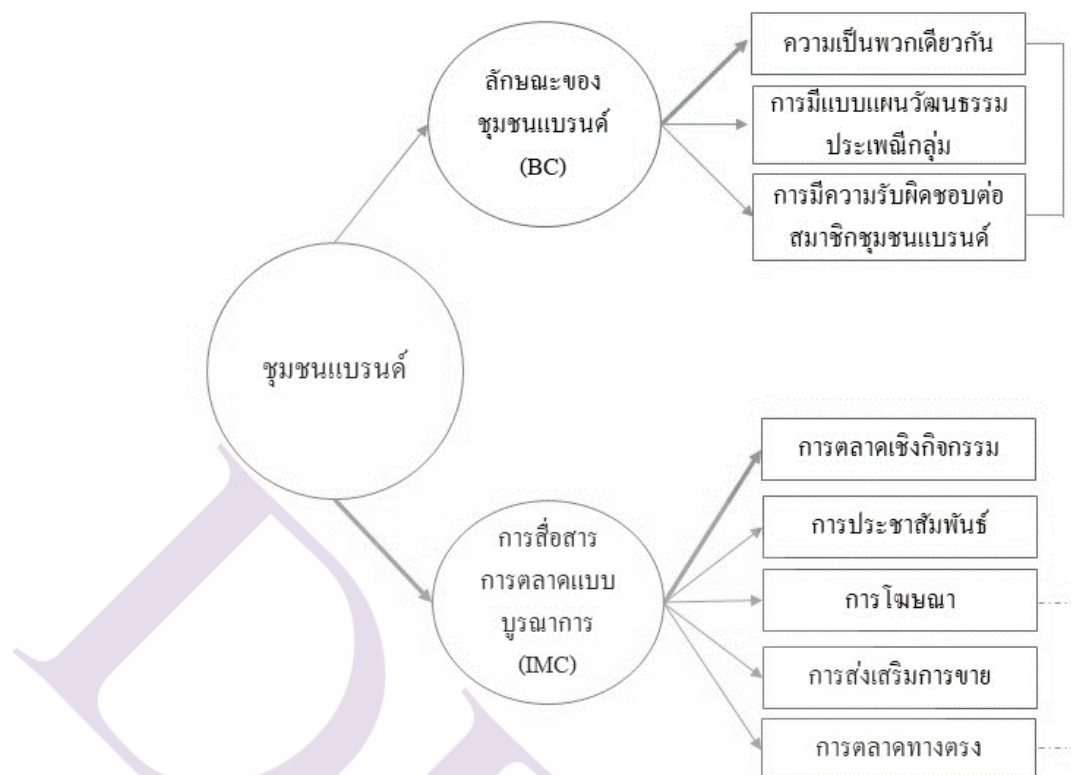 ความเป็นพวกเดียวกัน
ลักษณะของ
ชุมชนแบรนด์
(BC)
การมีแบบแผนวัฒนธรรม
ประเพณีกลุ่ม
การมีความรับผิดชอบต่อ
สมาชิกชุมชนแบรนด์
ชุมชนแบรนด์
การสื่อสาร
การตลาดแบบ
บูรณาการ
(IMC)
การตลาดเชิงกิจกรรม
การประชาสัมพันธ์
การโฆษณา
การส่งเสริมการขาย
การตลาดทางตรง